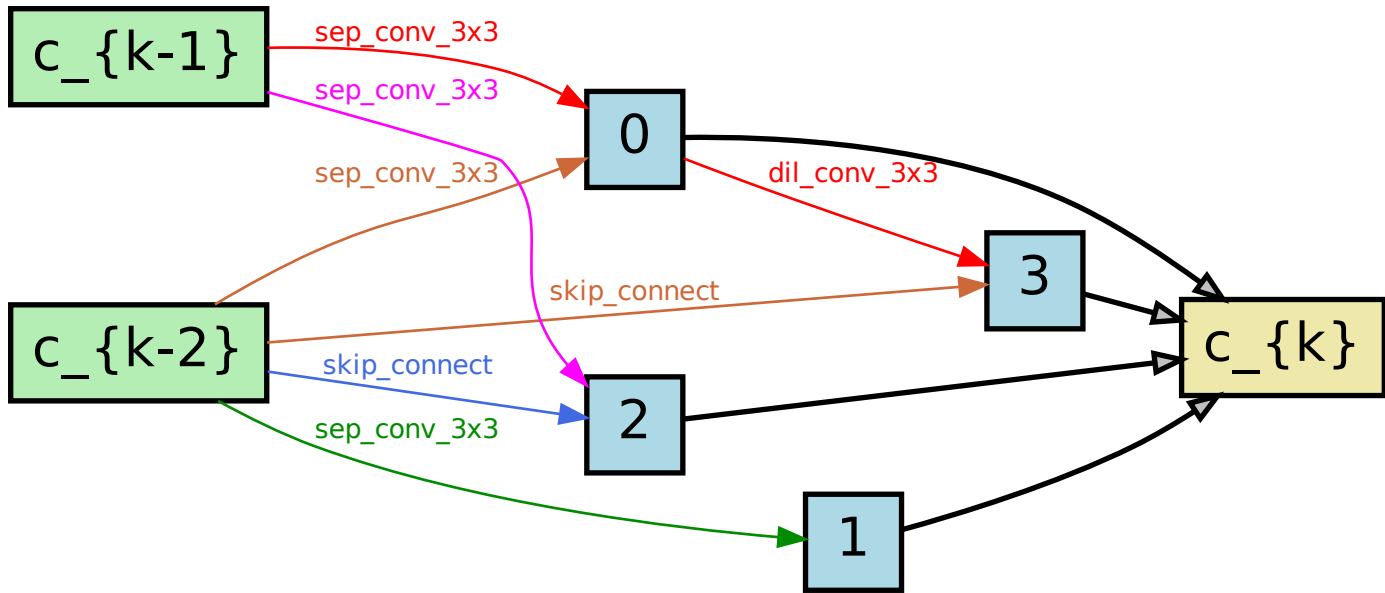 c_{k-1}
sep_conv_3x3
sep_conv_3x3
0
sep_conv_3x3
dil_conv_3x3
3
skip_connect
c_{k-2}
c_{k}
skip_connect
2
sep_conv_3x3
1